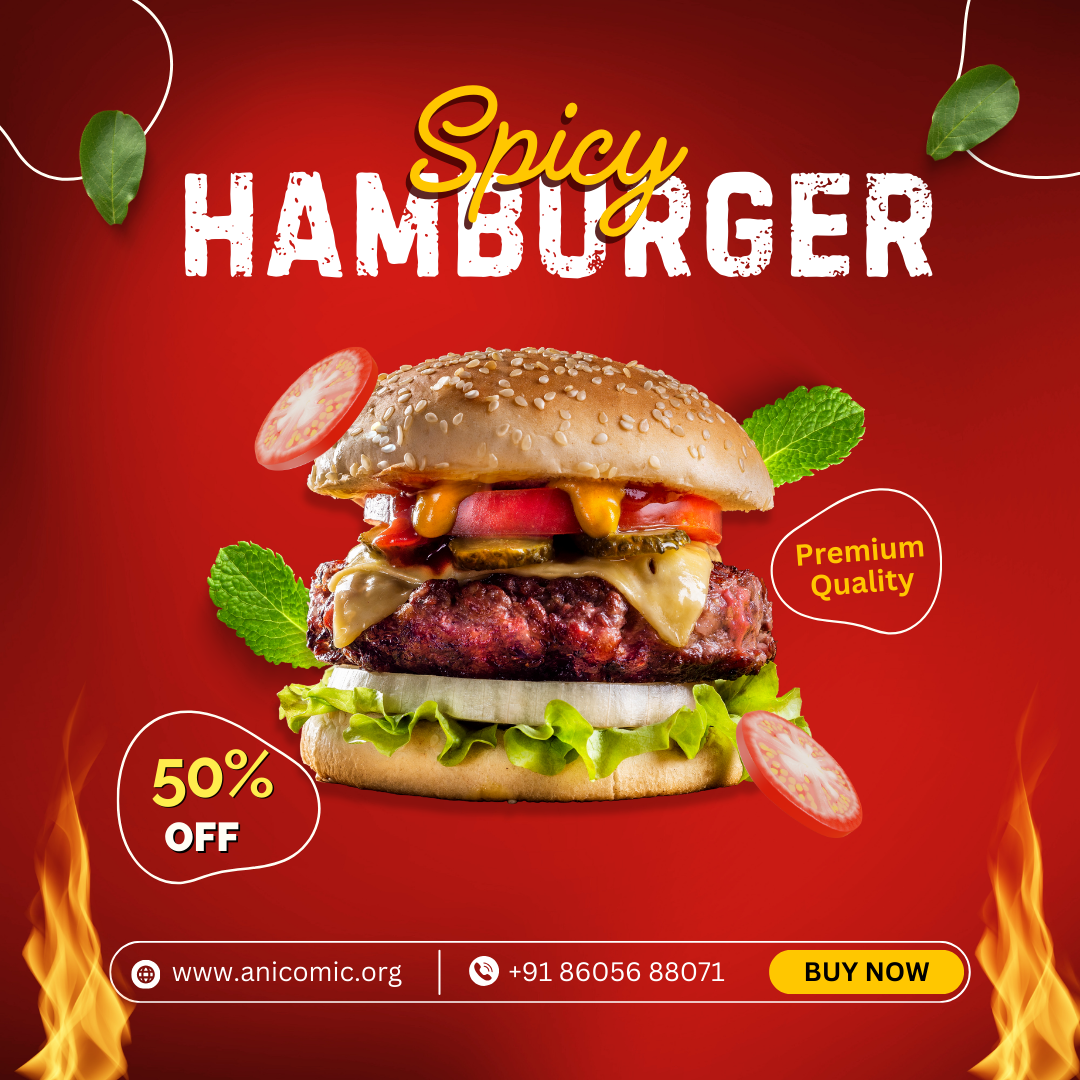 Spicy
HAMBURGER
Premium
Quality
50%
OFF
www.anicomic.org
+91 86056 88071
BUY NOW